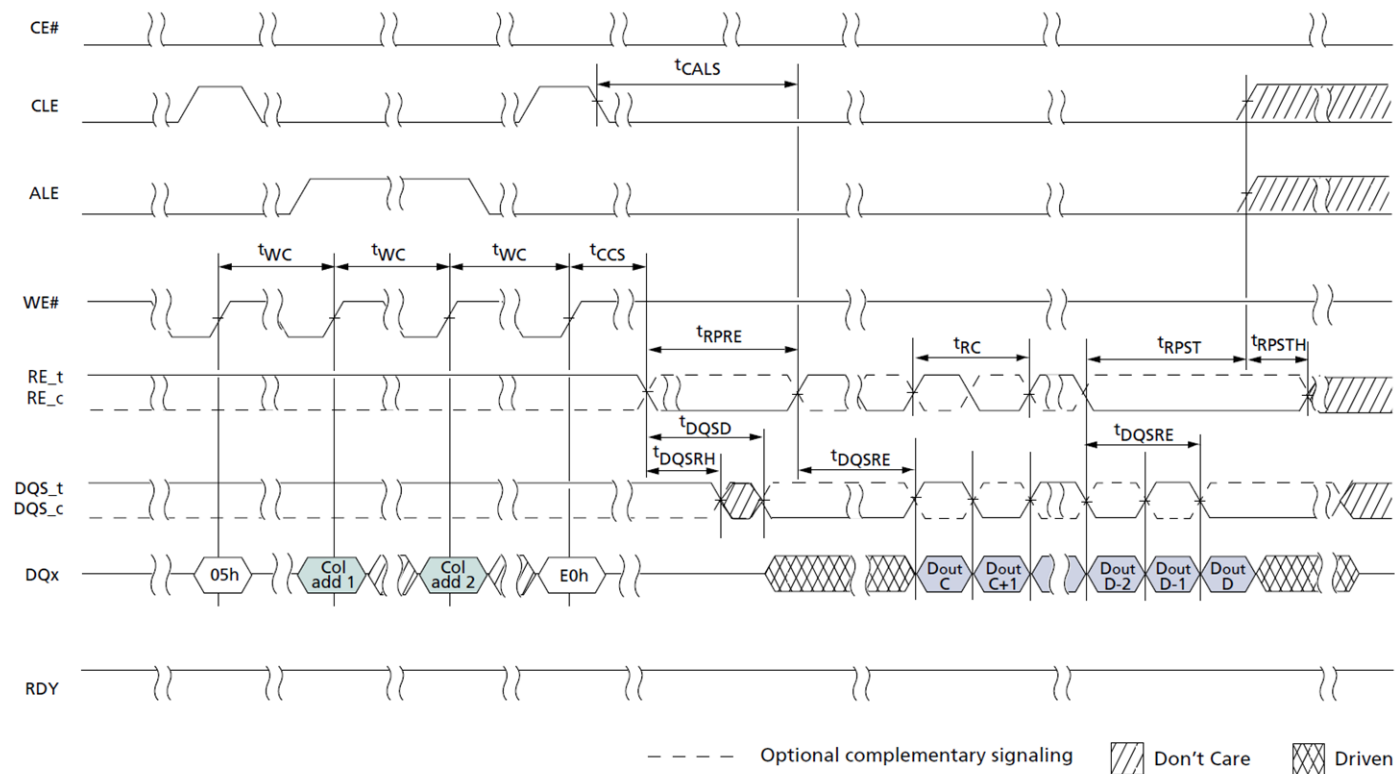 CE#
tCALS
CLE
ALE
tWC tWC tWC tCCS
WE#
tRPRE tRC tRPST tRPSTH
RE_t
RE_c
tDQSD tDQSRE
tDQSRH tDQSRE
DQS_t
DQS_c
DQx 05h Col add 1 Col add 2 E0h Dout C Dout C+1 Dout D-2 Dout D-1 Dout D
RDY
Optional complementary signaling Don't Care Driven